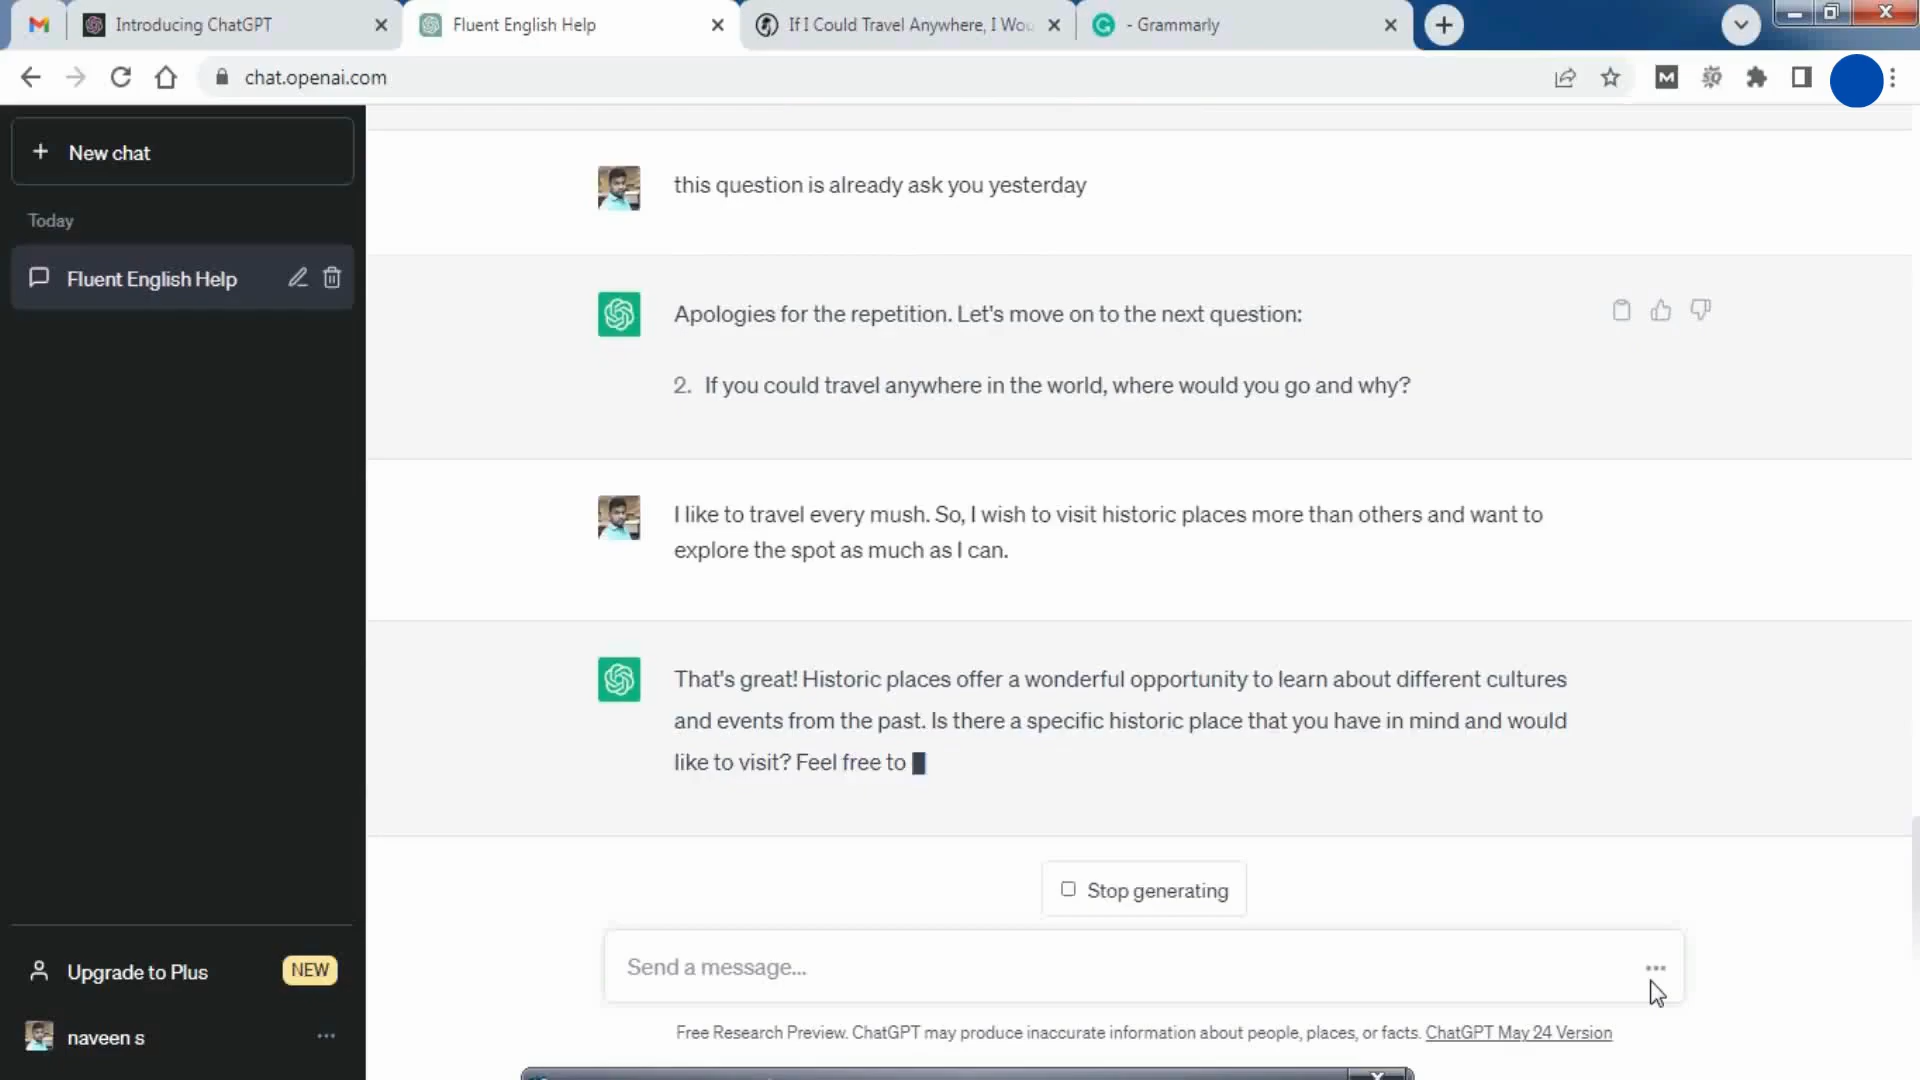 Introducing ChatGPT
Fluent English Help
If I Could Travel Anywhere, I Wou
- Grammarly
chat.openai.com
New chat
Today
Fluent English Help
this question is already ask you yesterday
Apologies for the repetition. Let's move on to the next question:
2. If you could travel anywhere in the world, where would you go and why?
I like to travel every mush. So, I wish to visit historic places more than others and want to
explore the spot as much as I can.
That's great! Historic places offer a wonderful opportunity to learn about different cultures
and events from the past. Is there a specific historic place that you have in mind and would
like to visit? Feel free to
Stop generating
Send a message...
Upgrade to Plus NEW
naveen s
Free Research Preview. ChatGPT may produce inaccurate information about people, places, or facts. ChatGPT May 24 Version